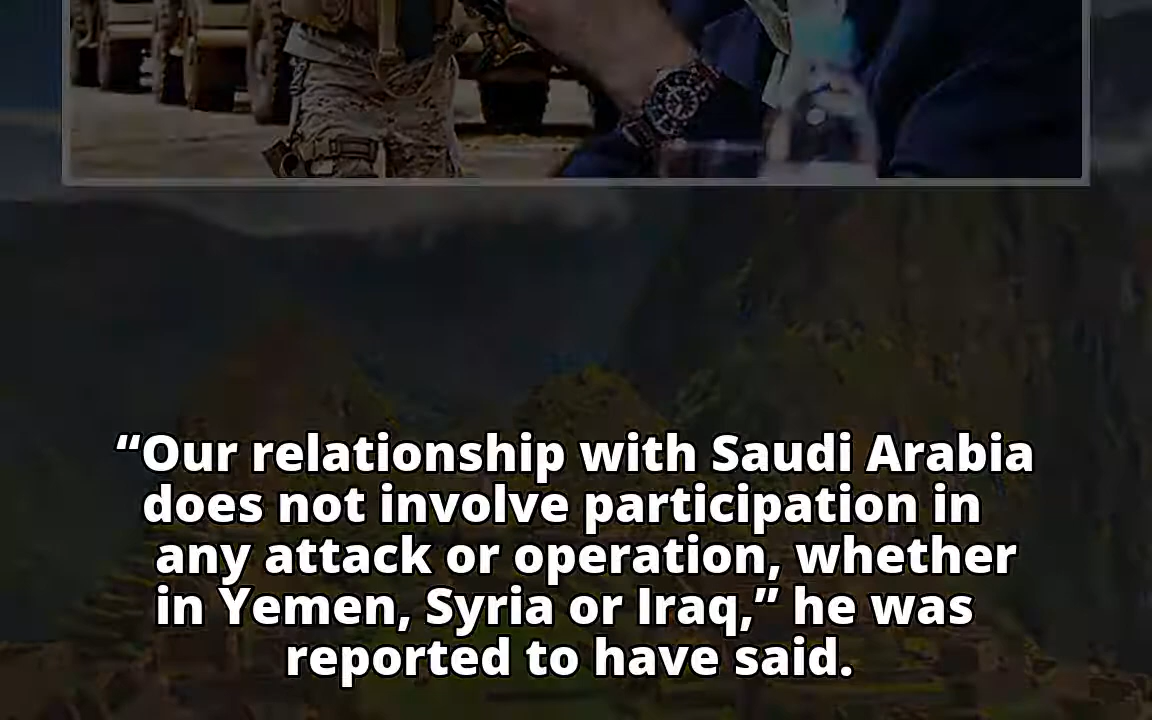 “Our relationship with Saudi Arabia
does not involve participation in
any attack or operation, whether
in Yemen, Syria or Iraq,” he was
reported to have said.